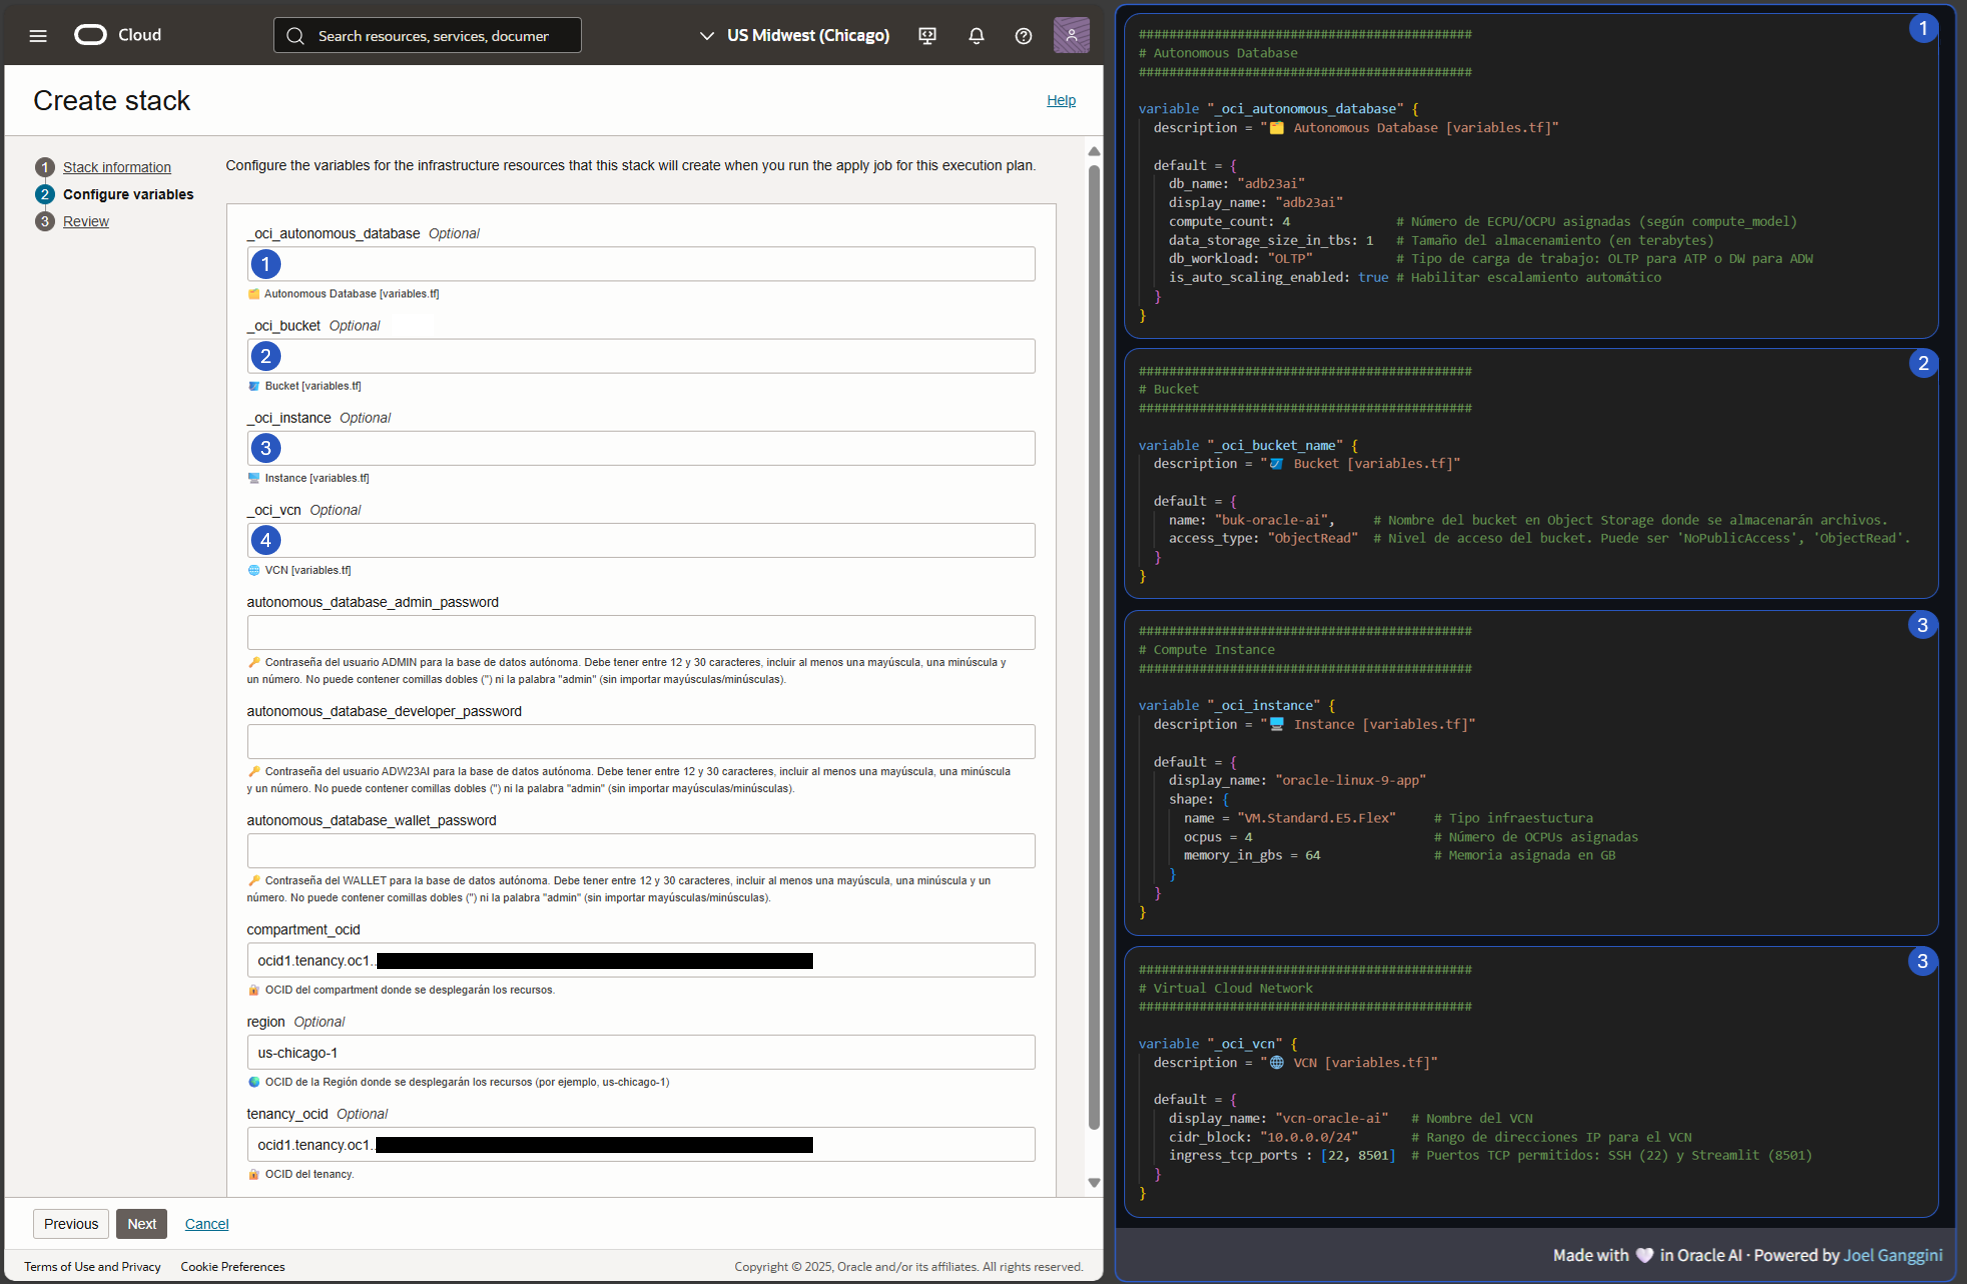 Cloud
Search resources, services, documer
US Midwest (Chicago)
Create stack
Help
1 Stack information
2 Configure variables
3 Review
Configure the variables for the infrastructure resources that this stack will create when you run the apply job for this execution plan.
_oci_autonomous_database Optional
1
Autonomous Database [variables.tf]
_oci_bucket Optional
2
Bucket [variables.tf]
_oci_instance Optional
3
Instance [variables.tf]
_oci_vcn Optional
4
VCN [variables.tf]
autonomous_database_admin_password
Contraseña del usuario ADMIN para la base de datos autónoma. Debe tener entre 12 y 30 caracteres, incluir al menos una mayúscula, una minúscula y
un número. No puede contener comillas dobles (") ni la palabra "admin" (sin importar mayúsculas/minúsculas).
autonomous_database_developer_password
Contraseña del usuario ADW23AI para la base de datos autónoma. Debe tener entre 12 y 30 caracteres, incluir al menos una mayúscula, una minúscula
y un número. No puede contener comillas dobles (") ni la palabra "admin" (sin importar mayúsculas/minúsculas).
autonomous_database_wallet_password
Contraseña del WALLET para la base de datos autónoma. Debe tener entre 12 y 30 caracteres, incluir al menos una mayúscula, una minúscula y un
número. No puede contener comillas dobles (") ni la palabra "admin" (sin importar mayúsculas/minúsculas).
compartment_ocid
ocid1.tenancy.oc1..
OCID del compartment donde se desplegarán los recursos.
region Optional
us-chicago-1
OCID de la Región donde se desplegarán los recursos (por ejemplo, us-chicago-1)
tenancy_ocid Optional
ocid1.tenancy.oc1..
OCID del tenancy.
Previous
Next
Cancel
Terms of Use and Privacy
Cookie Preferences
Copyright © 2025, Oracle and/or its affiliates. All rights reserved.
1
############################################
# Autonomous Database
############################################
variable "_oci_autonomous_database" {
description = "🗂️ Autonomous Database [variables.tf]"
default = {
db_name: "adb23ai"
display_name: "adb23ai"
compute_count: 4 # Número de ECPU/OCPU asignadas (según compute_model)
data_storage_size_in_tbs: 1 # Tamaño del almacenamiento (en terabytes)
db_workload: "OLTP" # Tipo de carga de trabajo: OLTP para ATP o DW para ADW
is_auto_scaling_enabled: true # Habilitar escalamiento automático
}
}
2
############################################
# Bucket
############################################
variable "_oci_bucket_name" {
description = "🪣 Bucket [variables.tf]"
default = {
name: "buk-oracle-ai", # Nombre del bucket en Object Storage donde se almacenarán archivos.
access_type: "ObjectRead" # Nivel de acceso del bucket. Puede ser 'NoPublicAccess', 'ObjectRead'.
}
}
3
############################################
# Compute Instance
############################################
variable "_oci_instance" {
description = "🖥️ Instance [variables.tf]"
default = {
display_name: "oracle-linux-9-app"
shape: {
name = "VM.Standard.E5.Flex" # Tipo infraestuctura
ocpus = 4 # Número de OCPUs asignadas
memory_in_gbs = 64 # Memoria asignada en GB
}
}
}
3
############################################
# Virtual Cloud Network
############################################
variable "_oci_vcn" {
description = "🌐 VCN [variables.tf]"
default = {
display_name: "vcn-oracle-ai" # Nombre del VCN
cidr_block: "10.0.0.0/24" # Rango de direcciones IP para el VCN
ingress_tcp_ports : [22, 8501] # Puertos TCP permitidos: SSH (22) y Streamlit (8501)
}
}
Made with 🤍 in Oracle AI · Powered by Joel Ganggini